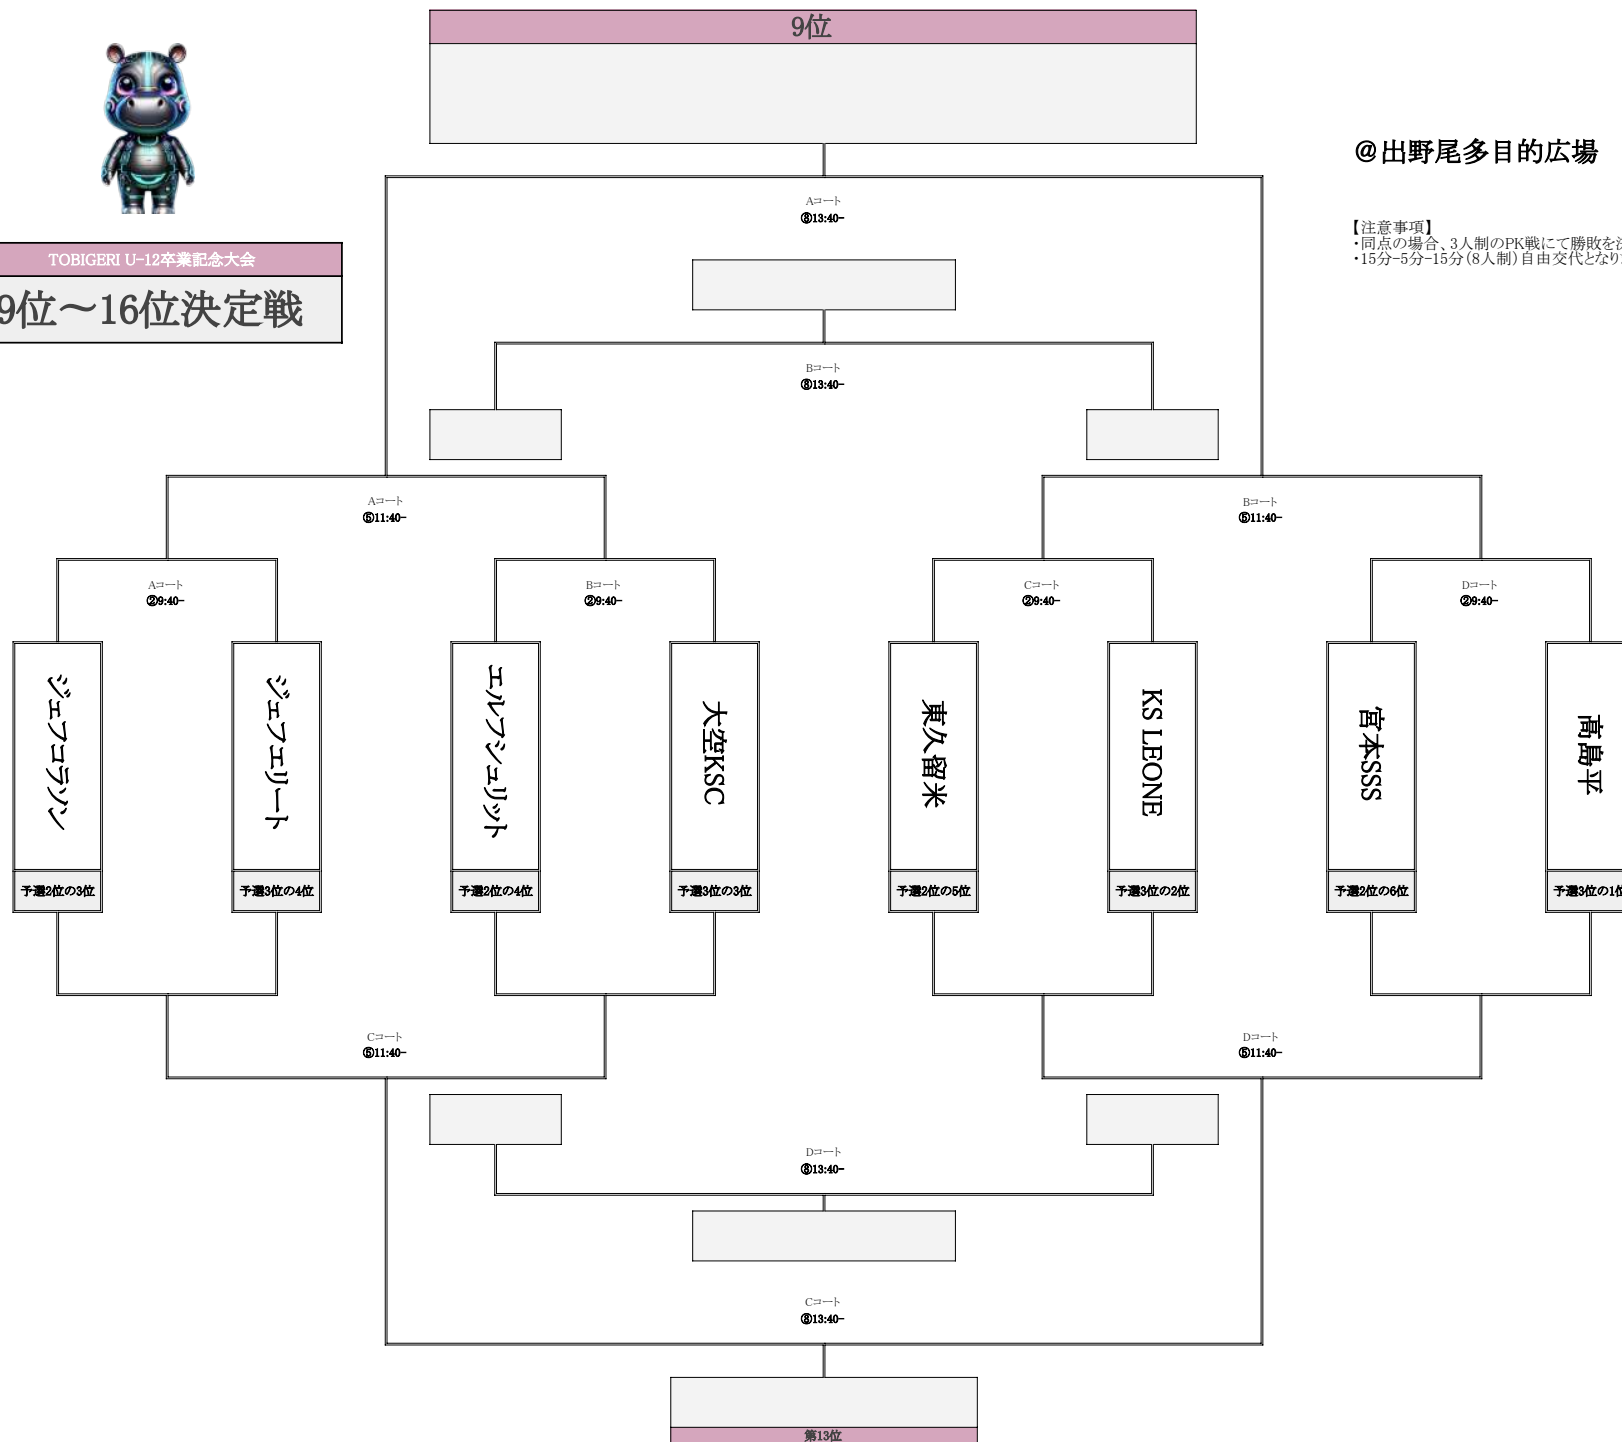 9位
@出野尾多目的広場
Aコート
⑧13:40-
【注意事項】
・同点の場合、3人制のPK戦にて勝敗を決
・15分-5分-15分(8人制)自由交代となり
TOBIGERI U-12卒業記念大会
9位～16位決定戦
Bコート
⑧13:40-
Aコート
⑤11:40-
Bコート
⑤11:40-
Aコート
②9:40-
Bコート
②9:40-
Cコート
②9:40-
Dコート
②9:40-
ジェフコラソン
ジェフエリート
エルフシュリット
大空KSC
東久留米
KS LEONE
宮本SSS
高島平
予選2位の3位
予選3位の4位
予選2位の4位
予選3位の3位
予選2位の5位
予選3位の2位
予選2位の6位
予選3位の1位
Cコート
⑤11:40-
Dコート
⑤11:40-
Dコート
⑧13:40-
Cコート
⑧13:40-
第13位